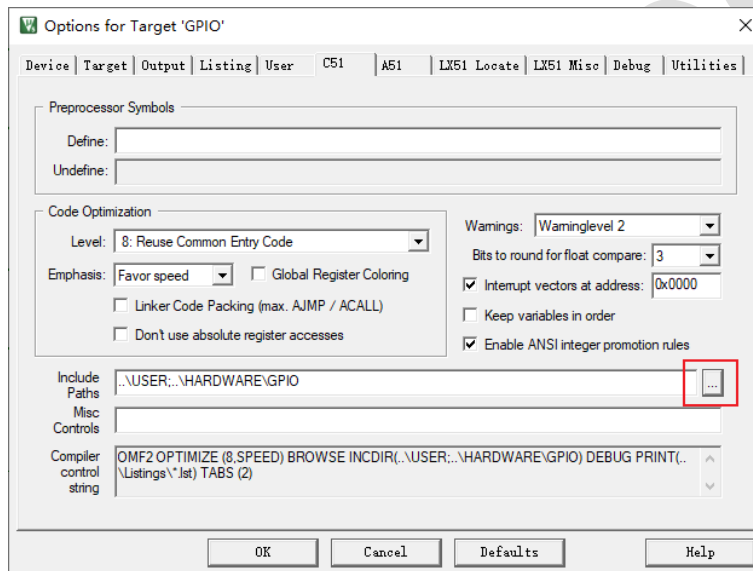 Options for Target 'GPIO'
Device Target Output Listing User C51 A51 LX51 Locate LX51 Misc Debug Utilities
Preprocessor Symbols
Define:
Undefine:
Code Optimization
Level: 8: Reuse Common Entry Code
Emphasis: Favor speed Global Register Coloring
Linker Code Packing (max. AJMP / ACALL)
Don't use absolute register accesses
Warnings: Warninglevel 2
Bits to round for float compare: 3
Interrupt vectors at address: 0x0000
Keep variables in order
Enable ANSI integer promotion rules
Include Paths ..\USER;..\HARDWARE\GPIO ...
Misc Controls
Compiler control string OMF2 OPTIMIZE (8,SPEED) BROWSE INCDIR(..\USER;..\HARDWARE\GPIO) DEBUG PRINT(..
\Listings\*.lst) TABS (2)
OK Cancel Defaults Help